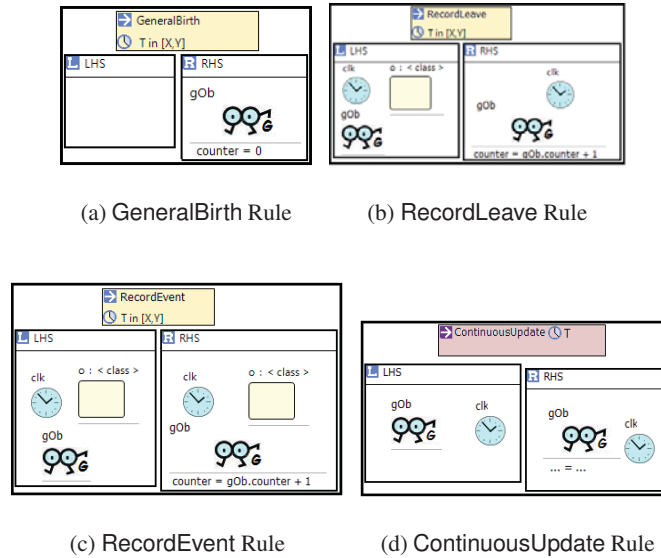 GeneralBirth
T in [X,Y]
L LHS
R RHS
gOb
G
counter = 0
(a) GeneralBirth Rule
RecordLeave
T in [X,Y]
L LHS
R RHS
clk
o : < class >
gOb
G
clk
gOb
G
counter = gOb.counter + 1
(b) RecordLeave Rule
RecordEvent
T in [X,Y]
L LHS
R RHS
clk
o : < class >
gOb
G
clk
o : < class >
gOb
G
counter = gOb.counter + 1
(c) RecordEvent Rule
ContinuousUpdate T
L LHS
R RHS
gOb
G
clk
gOb
G
clk
... = ...
(d) ContinuousUpdate Rule